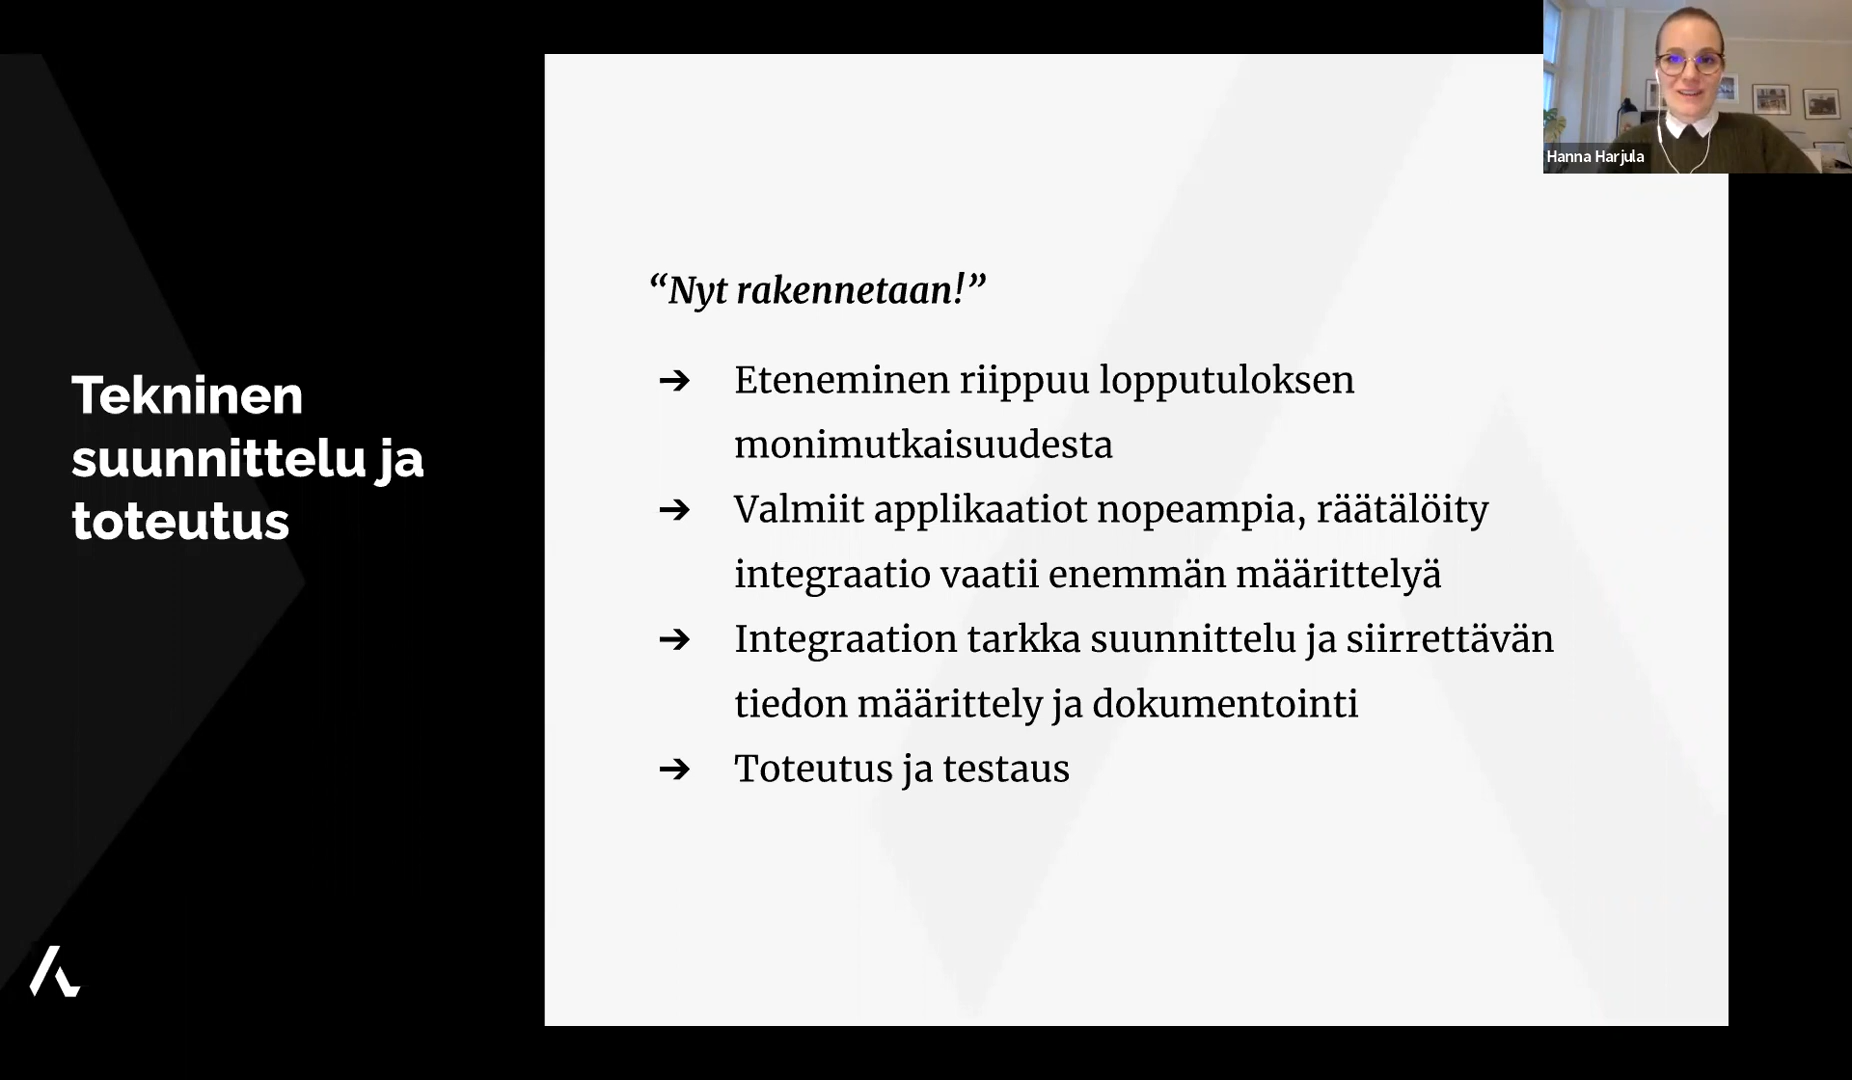 Hanna Harjula
Tekninen
suunnittelu ja
toteutus
“Nyt rakennetaan!”
➔ Eteneminen riippuu lopputuloksen
monimutkaisuudesta
➔ Valmiit applikaatiot nopeampia, räätälöity
integraatio vaatii enemmän määrittelyä
➔ Integraation tarkka suunnittelu ja siirrettävän
tiedon määrittely ja dokumentointi
➔ Toteutus ja testaus